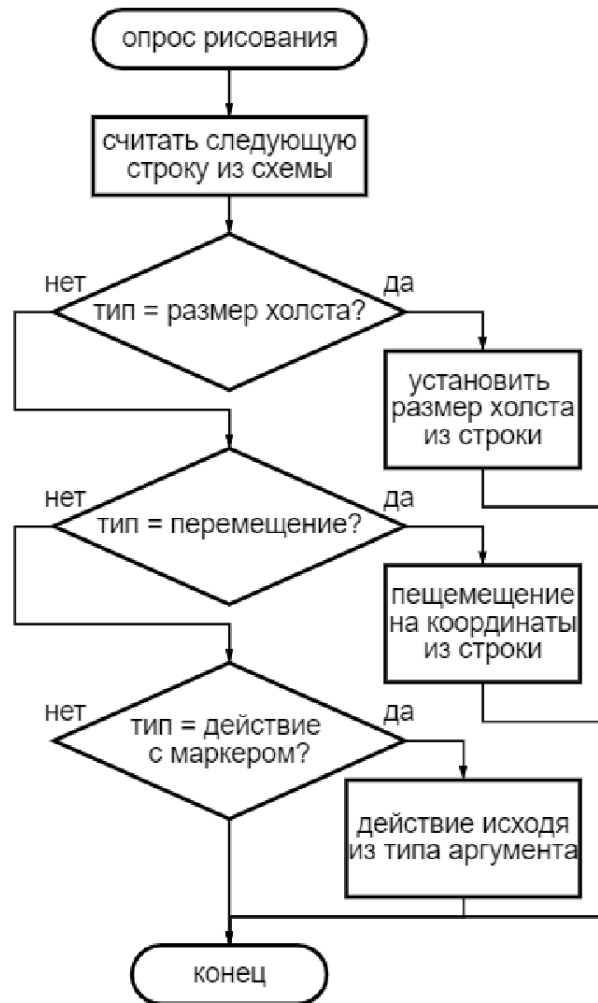 опрос рисования
считать следующую
строку из схемы
нет
да
тип = размер холста?
установить
размер холста
из строки
нет
да
тип = перемещение?
пещемещение
на координаты
из строки
нет
да
тип = действие
с маркером?
действие исходя
из типа аргумента
конец